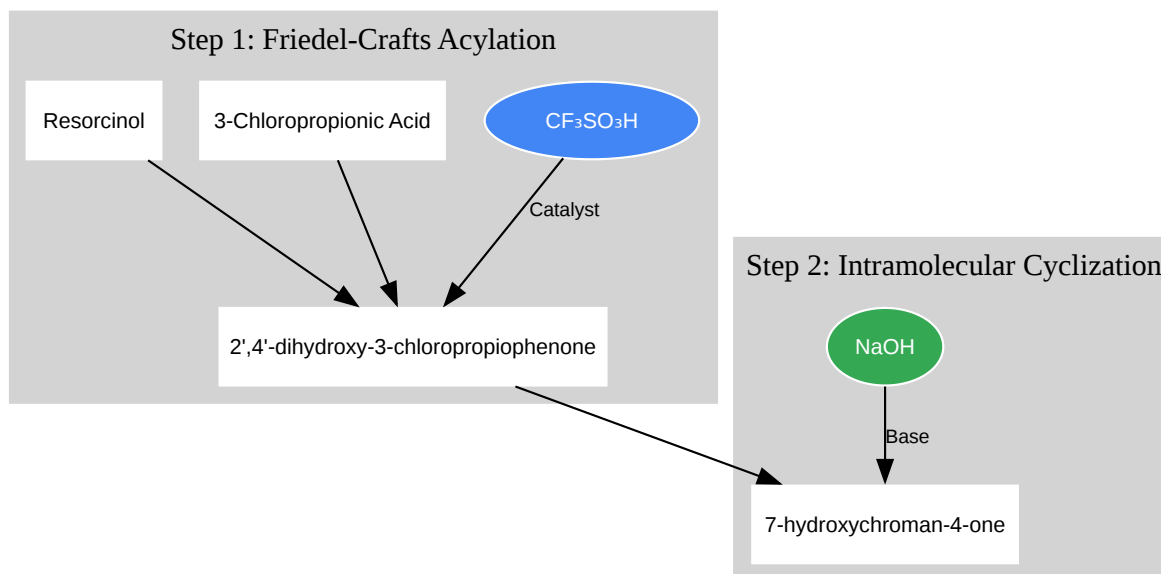 Step 1: Friedel-Crafts Acylation
Resorcinol
3-Chloropropionic Acid
CF₃SO₃H
Catalyst
2',4'-dihydroxy-3-chloropropiophenone
Step 2: Intramolecular Cyclization
NaOH
Base
7-hydroxychroman-4-one